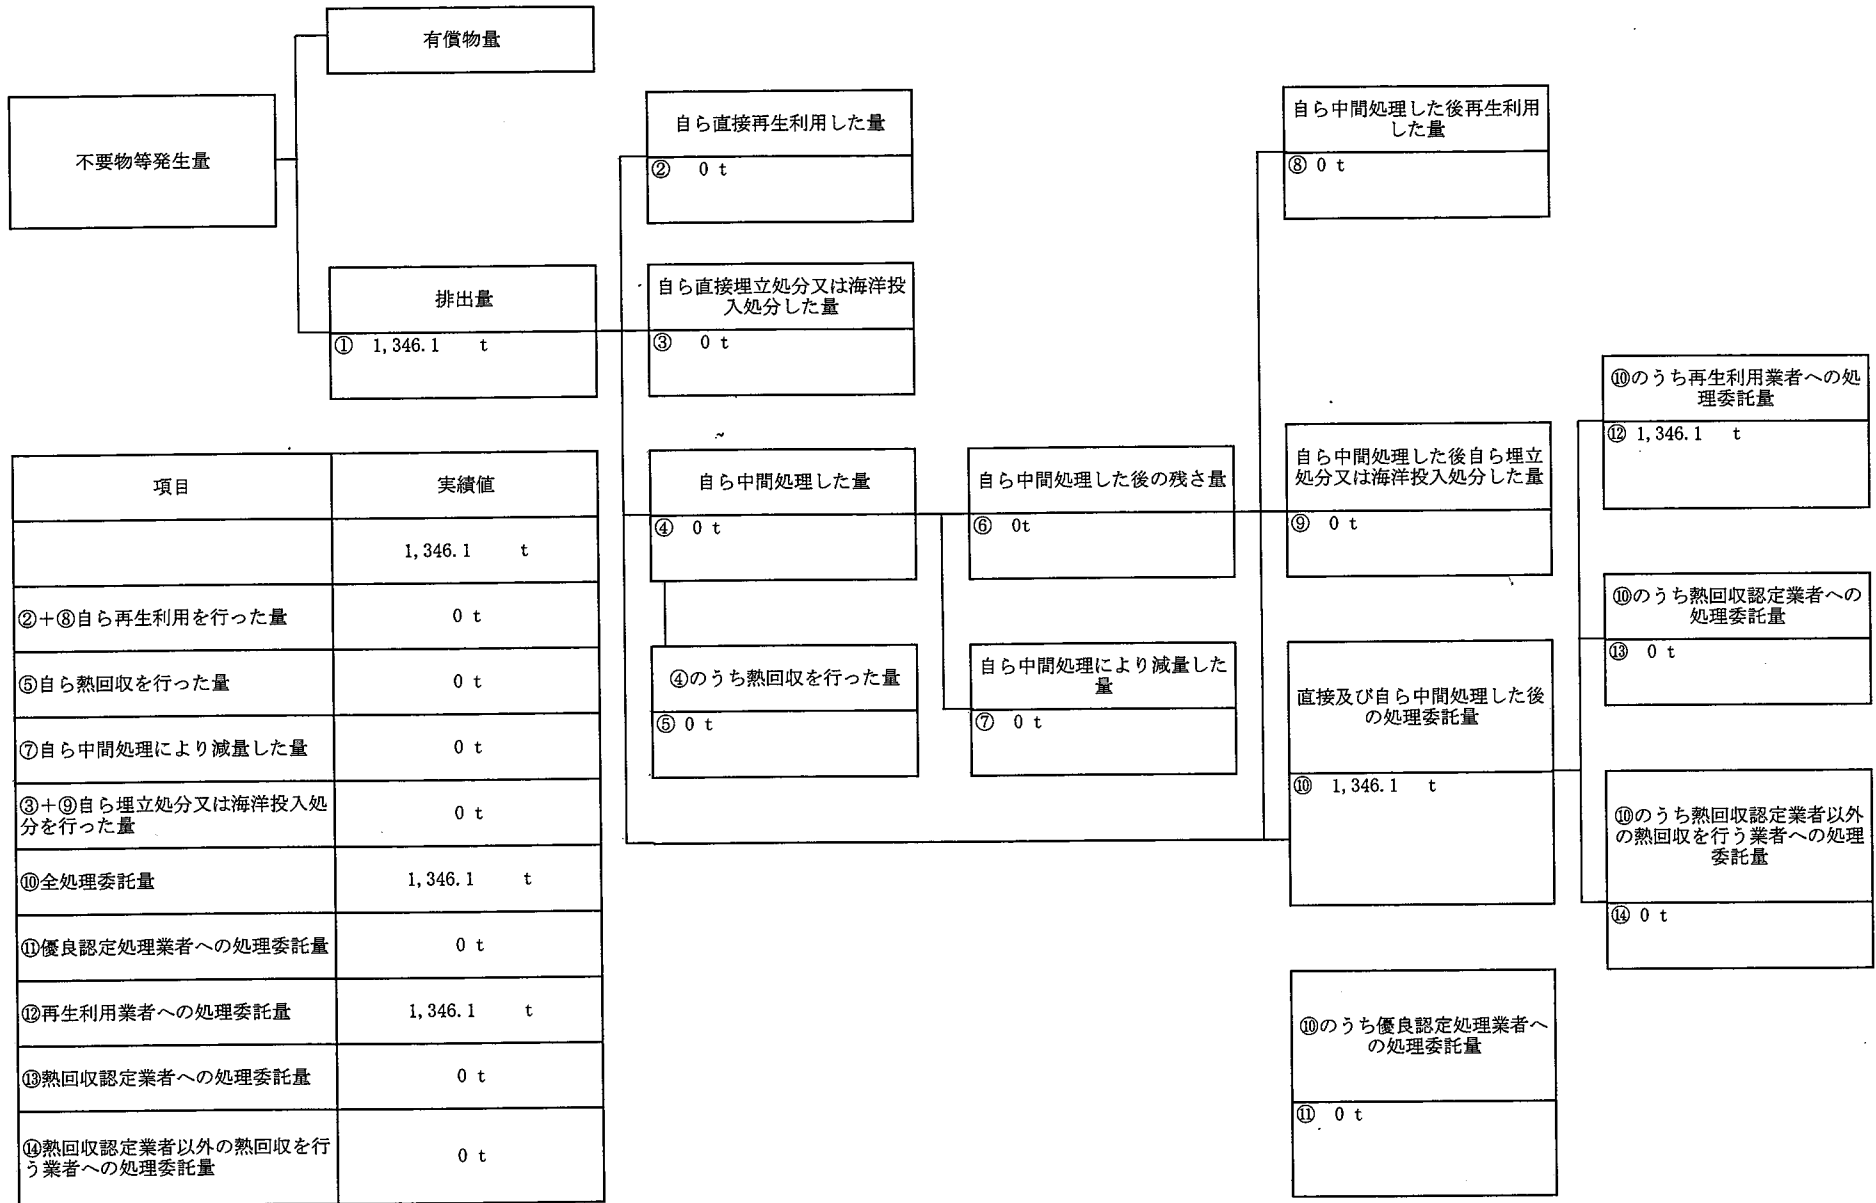 有償物量
不要物等発生量
排出量
① 1,346.1 t
自ら直接再生利用した量
② 0 t
自ら直接埋立処分又は海洋投
入処分した量
③ 0 t
自ら中間処理した量
④ 0 t
④のうち熱回収を行った量
⑤ 0 t
自ら中間処理した後の残さ量
⑥ 0t
自ら中間処理により減量した
量
⑦ 0 t
自ら中間処理した後再生利用
した量
⑧ 0 t
自ら中間処理した後自ら埋立
処分又は海洋投入処分した量
⑨ 0 t
直接及び自ら中間処理した後
の処理委託量
⑩ 1,346.1 t
⑩のうち優良認定処理業者へ
の処理委託量
⑪ 0 t
⑩のうち再生利用業者への処
理委託量
⑫ 1,346.1 t
⑩のうち熱回収認定業者への
処理委託量
⑬ 0 t
⑩のうち熱回収認定業者以外
の熱回収を行う業者への処理
委託量
⑭ 0 t
項目 実績値
1,346.1 t
②+⑧自ら再生利用を行った量 0 t
⑤自ら熱回収を行った量 0 t
⑦自ら中間処理により減量した量 0 t
③+⑨自ら埋立処分又は海洋投入処
分を行った量 0 t
⑩全処理委託量 1,346.1 t
⑪優良認定処理業者への処理委託量 0 t
⑫再生利用業者への処理委託量 1,346.1 t
⑬熱回収認定業者への処理委託量 0 t
⑭熱回収認定業者以外の熱回収を行
う業者への処理委託量 0 t